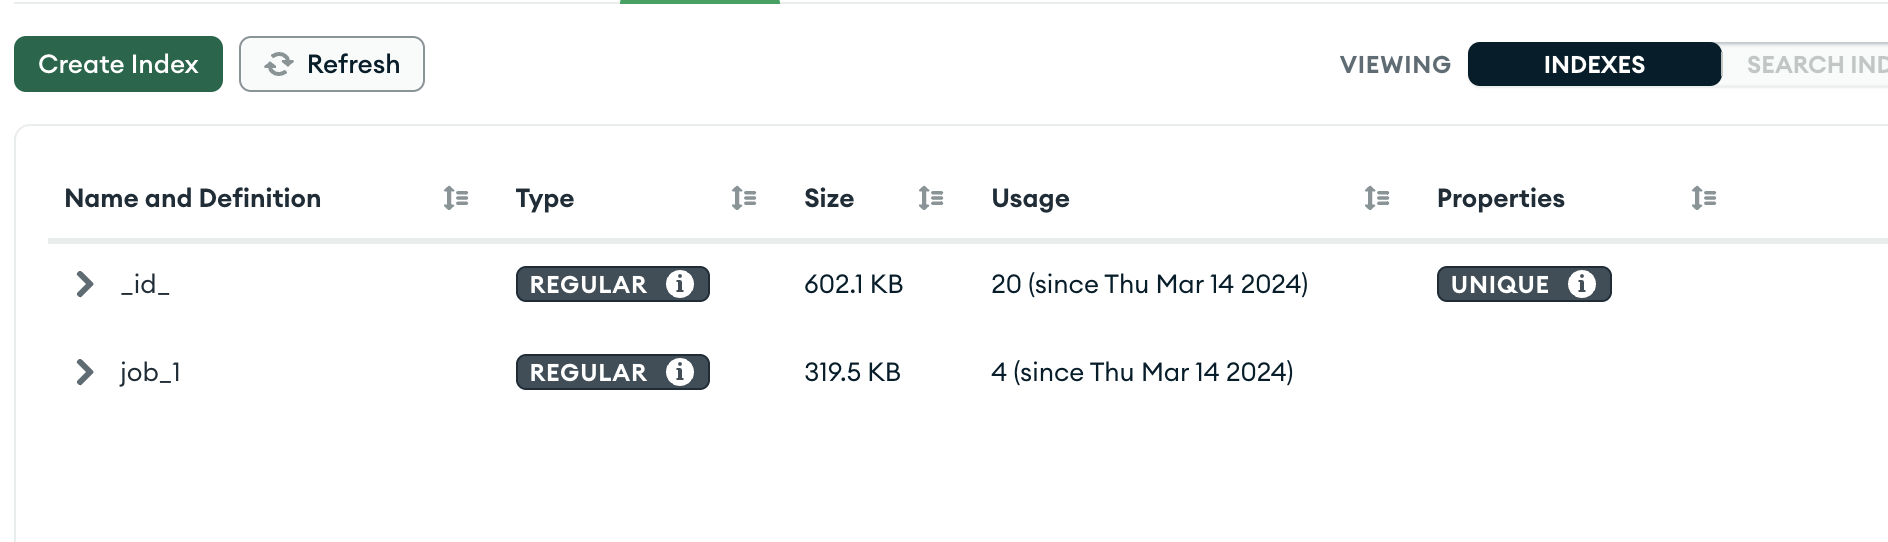 Create Index Refresh VIEWING INDEXES SEARCH IND
Name and Definition Type Size Usage Properties
_id_ REGULAR i 602.1 KB 20 (since Thu Mar 14 2024) UNIQUE i
job_1 REGULAR i 319.5 KB 4 (since Thu Mar 14 2024)